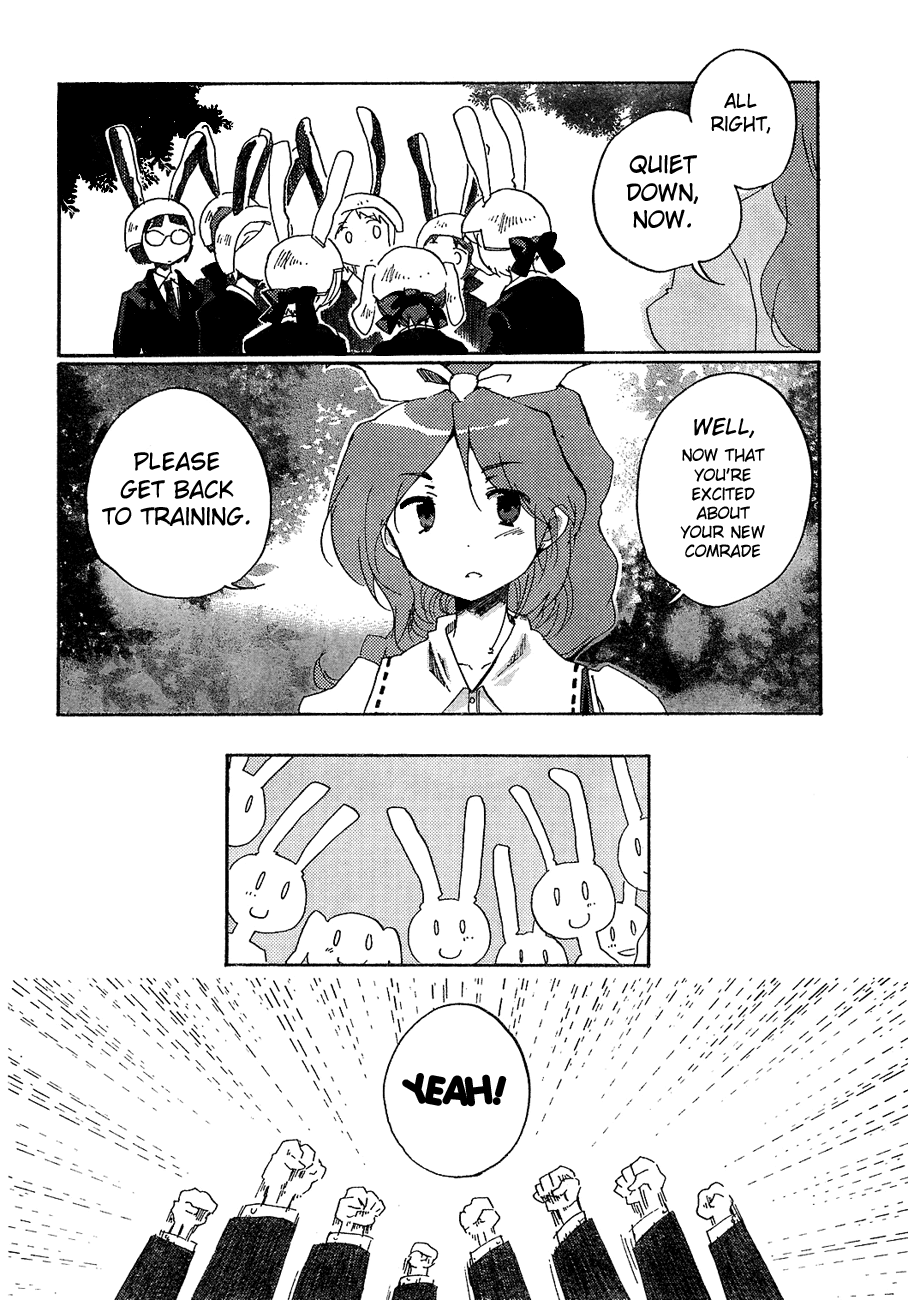 ALL
RIGHT,
QUIET
DOWN,
NOW.
WELL,
NOW THAT
YOU'RE
EXCITED
ABOUT
YOUR NEW
COMRADE
PLEASE
GET BACK
TO TRAINING.
YEAH!